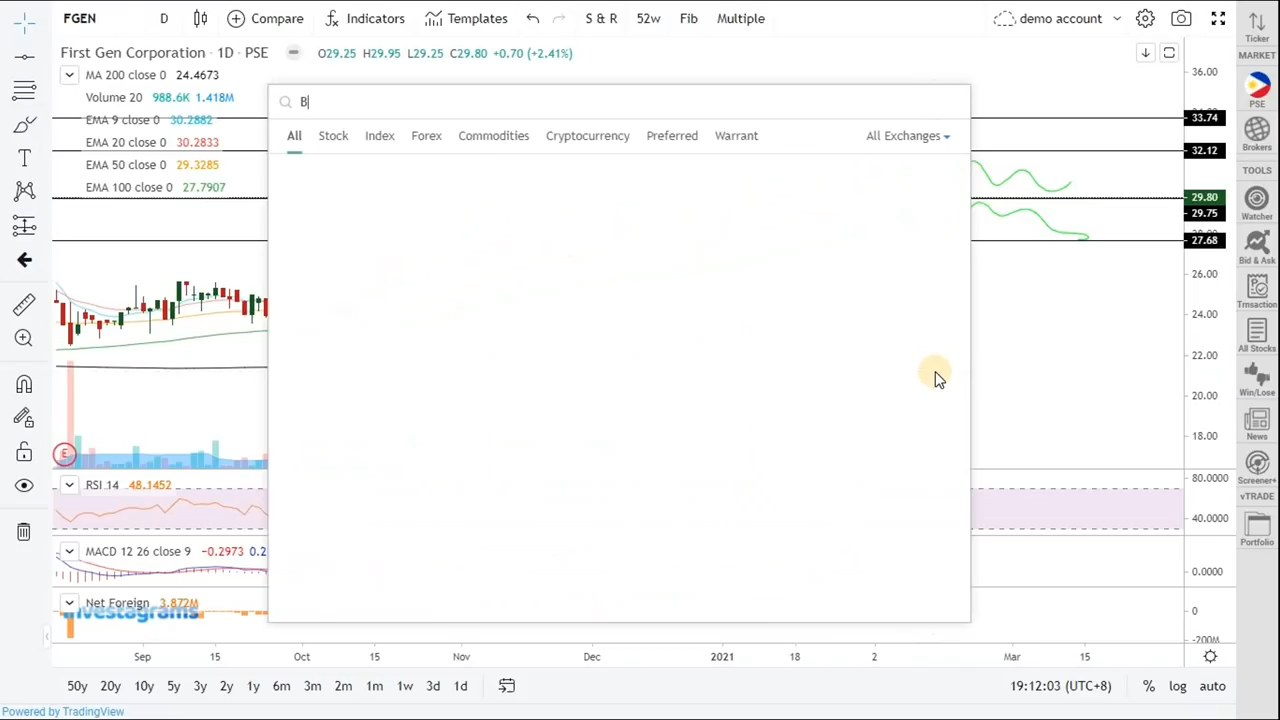 FGEN D Compare Indicators Templates S & R 52w Fib Multiple demo account
Ticker
First Gen Corporation · 1D · PSE O29.25 H29.95 L29.25 C29.80 +0.70 (+2.41%)
MARKET
MA 200 close 0 24.4673
36.00
Volume 20 988.6K 1.418M
B
PSE
EMA 9 close 0 30.2882
33.74
All Stock Index Forex Commodities Cryptocurrency Preferred Warrant All Exchanges
EMA 20 close 0 30.2833
32.12
Brokers
EMA 50 close 0 29.3285
TOOLS
EMA 100 close 0 27.7907
29.80
29.75
Watcher
27.68
Bid & Ask
26.00
Trnsaction
24.00
All Stocks
22.00
20.00
Win/Lose
18.00
News
E
RSI 14 48.1452
80.0000
Screener+
vTRADE
40.0000
Portfolio
MACD 12 26 close 9 −0.2973 0.2
0.0000
Net Foreign 3.872M
investagrams
0
-200M
Sep 15 Oct 15 Nov Dec 2021 18 2 Mar 15
50y 20y 10y 5y 3y 2y 1y 6m 3m 2m 1m 1w 3d 1d 19:12:03 (UTC+8) % log auto
Powered by TradingView